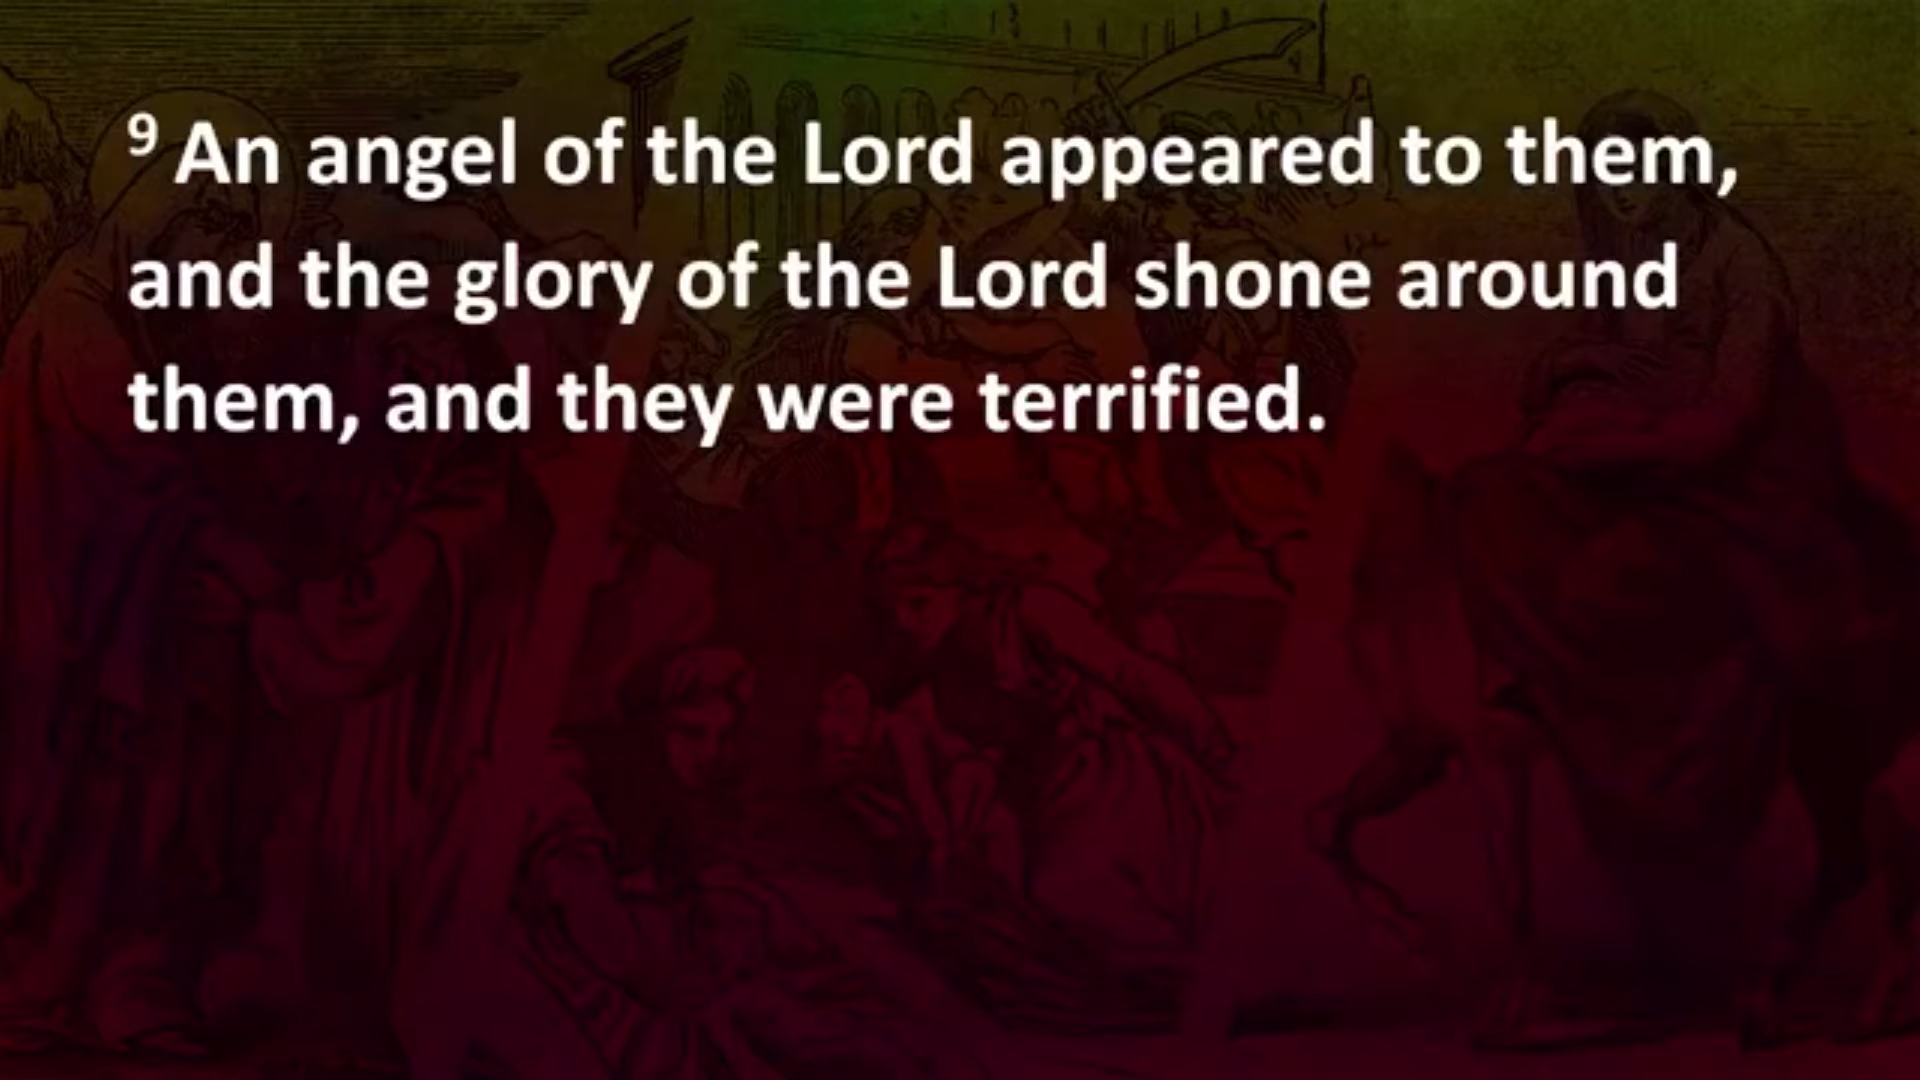 9 An angel of the Lord appeared to them,
and the glory of the Lord shone around
them, and they were terrified.